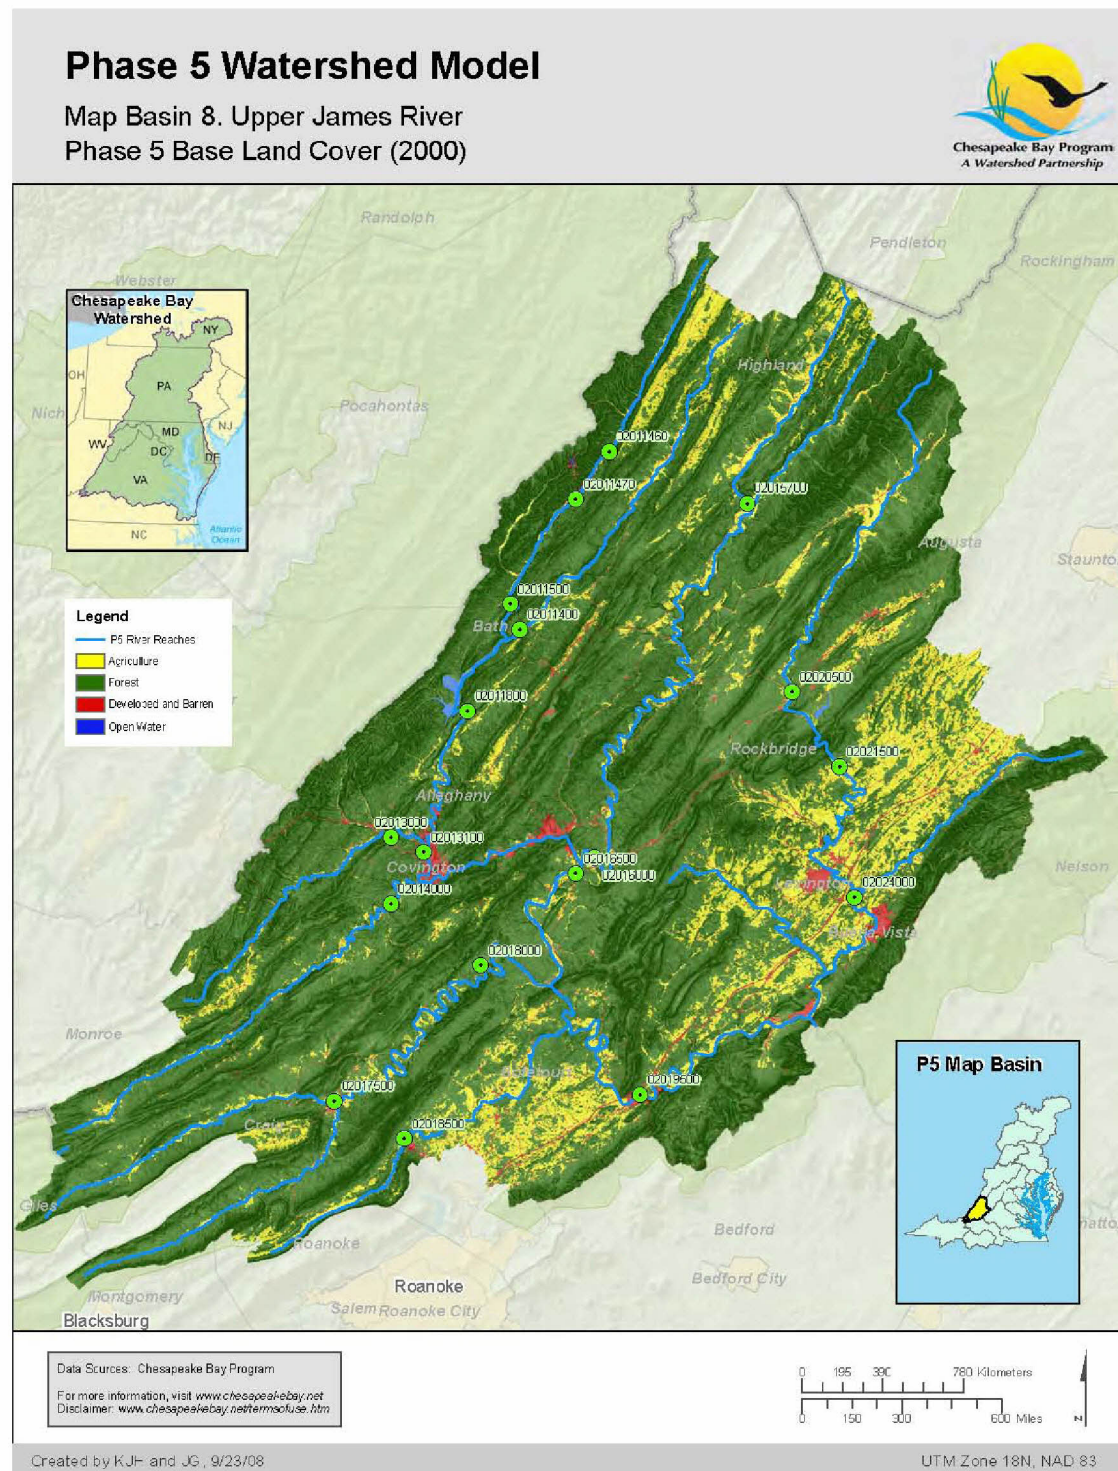 Phase 5 Watershed Model
Map Basin 8. Upper James River
Phase 5 Base Land Cover (2000)
Chesapeake Bay Program
A Watershed Partnership
Randolph
Pendleton
Rockingham
Webster
Chesapeake Bay
Watershed
NY
OH
PA
NJ
MD
WV
DC
DE
VA
NC
Atlantic
Ocean
Nich
Pocahontas
Highland
02011460
02011470
02015700
Augusta
Staunton
02011500
02011400
Bath
Legend
P5 River Reaches
Agriculture
Forest
Developed and Barren
Open Water
02020500
02011800
Rockbridge
02021500
Alleghany
02013000
02013100
Covington
02016500
02016000
Nelson
Lexington
02024000
02014000
Buena Vista
02018000
Monroe
P5 Map Basin
Botetourt
02019500
02017500
Craig
02018500
Giles
Bedford
Roanoke
Roanoke
Bedford City
Montgomery
Salem
Roanoke City
Blacksburg
Data Sources: Chesapeake Bay Program
For more information, visit www.chesapeakebay.net
Disclaimer: www.chesapeakebay.net/termsofuse.htm
0 195 390 780 Kilometers
0 150 300 600 Miles
N
Created by KJH and JG, 9/23/08
UTM Zone 18N, NAD 83